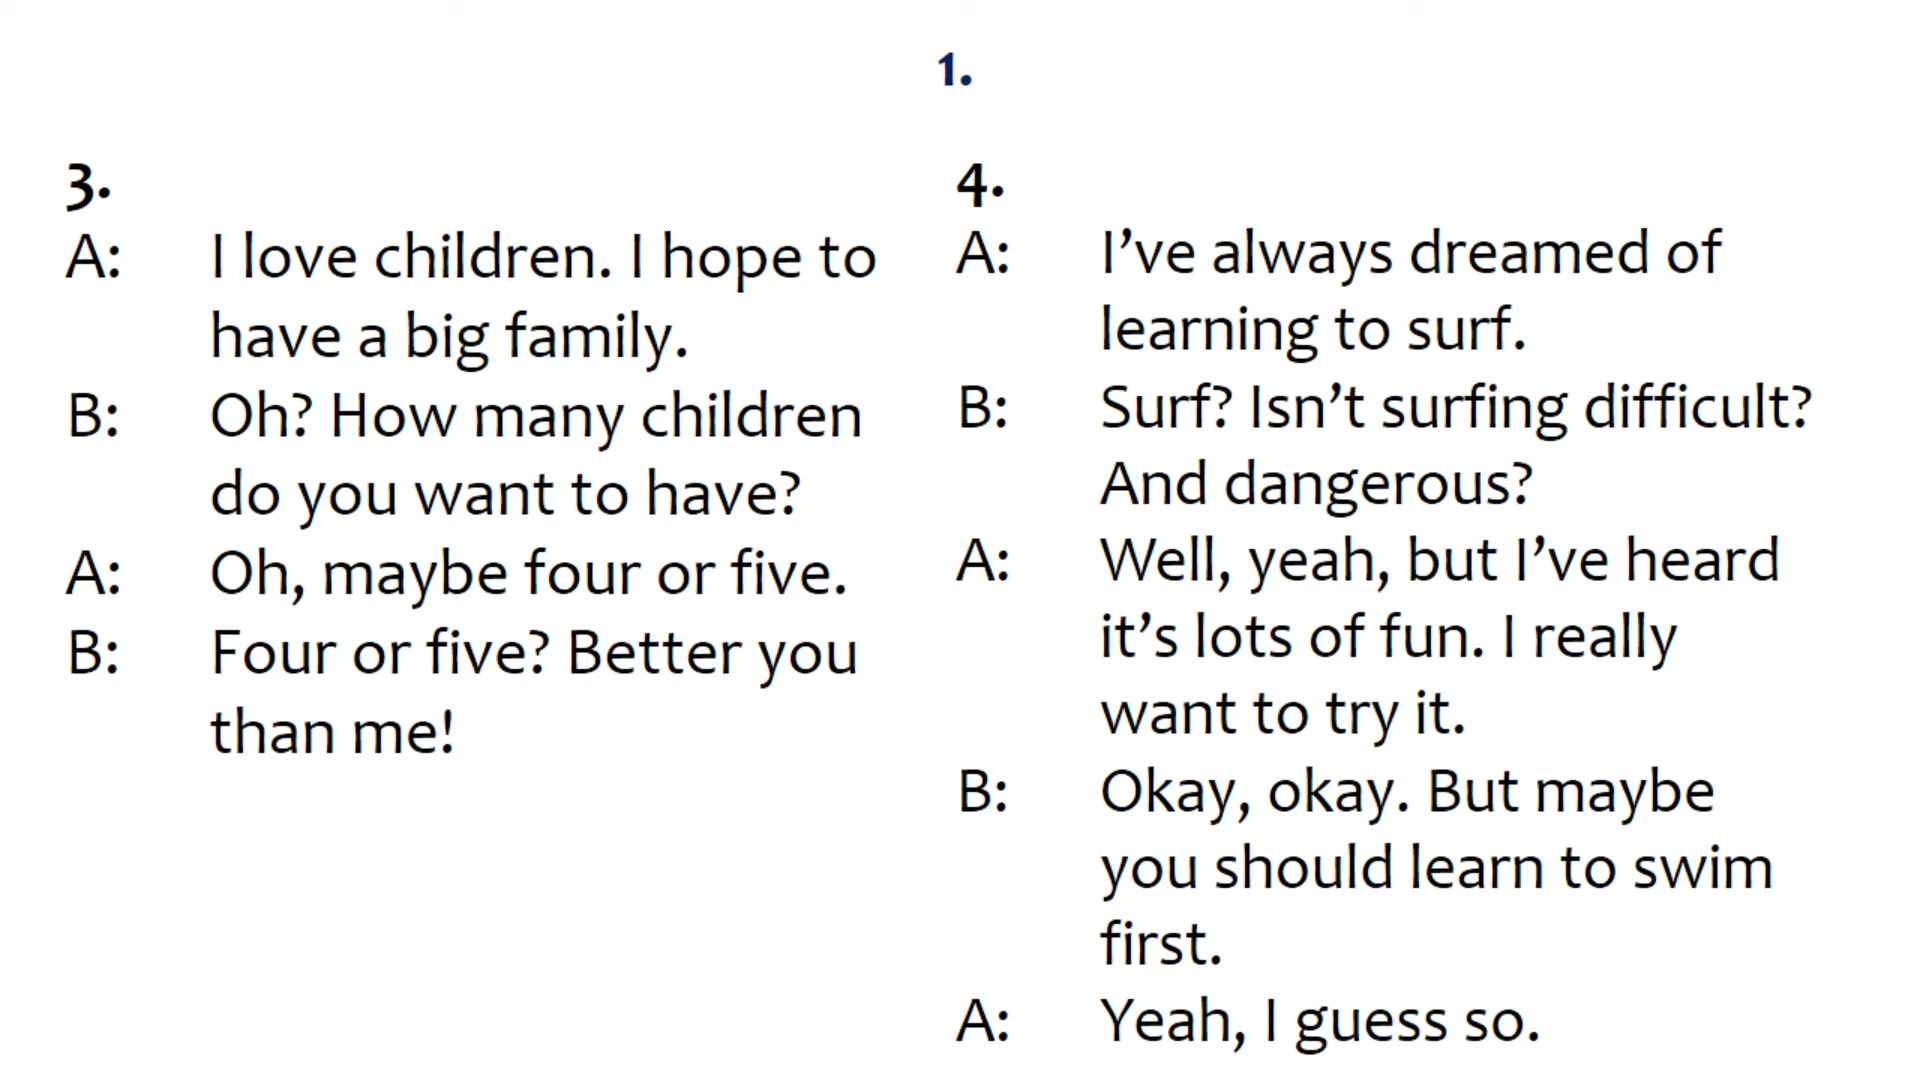 1.
3.
A: I love children. I hope to
have a big family.
B: Oh? How many children
do you want to have?
A: Oh, maybe four or five.
B: Four or five? Better you
than me!
4.
A: I’ve always dreamed of
learning to surf.
B: Surf? Isn’t surfing difficult?
And dangerous?
A: Well, yeah, but I’ve heard
it’s lots of fun. I really
want to try it.
B: Okay, okay. But maybe
you should learn to swim
first.
A: Yeah, I guess so.